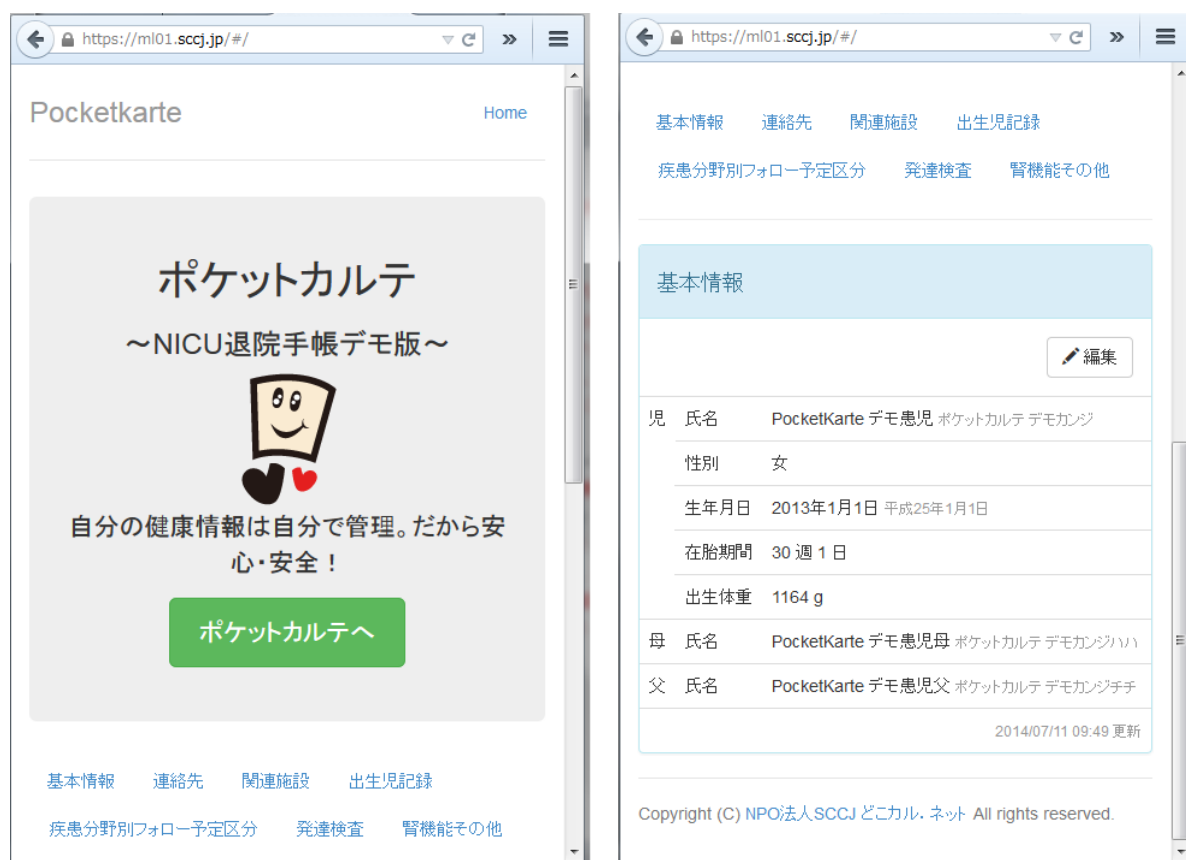 https://ml01.sccj.jp/#/
Pocketkarte
Home
ポケットカルテ
～NICU退院手帳デモ版～
自分の健康情報は自分で管理。だから安
心・安全！
ポケットカルテへ
基本情報 連絡先 関連施設 出生児記録
疾患分野別フォロー予定区分 発達検査 腎機能その他
https://ml01.sccj.jp/#/
基本情報 連絡先 関連施設 出生児記録
疾患分野別フォロー予定区分 発達検査 腎機能その他
基本情報
編集
児 氏名 PocketKarte デモ患児 ポケットカルテ デモカンジ
性別 女
生年月日 2013年1月1日 平成25年1月1日
在胎期間 30 週 1 日
出生体重 1164 g
母 氏名 PocketKarte デモ患児母 ポケットカルテ デモカンジハハ
父 氏名 PocketKarte デモ患児父 ポケットカルテ デモカンジチチ
2014/07/11 09:49 更新
Copyright (C) NPO法人SCCJ どこカル．ネット All rights reserved.